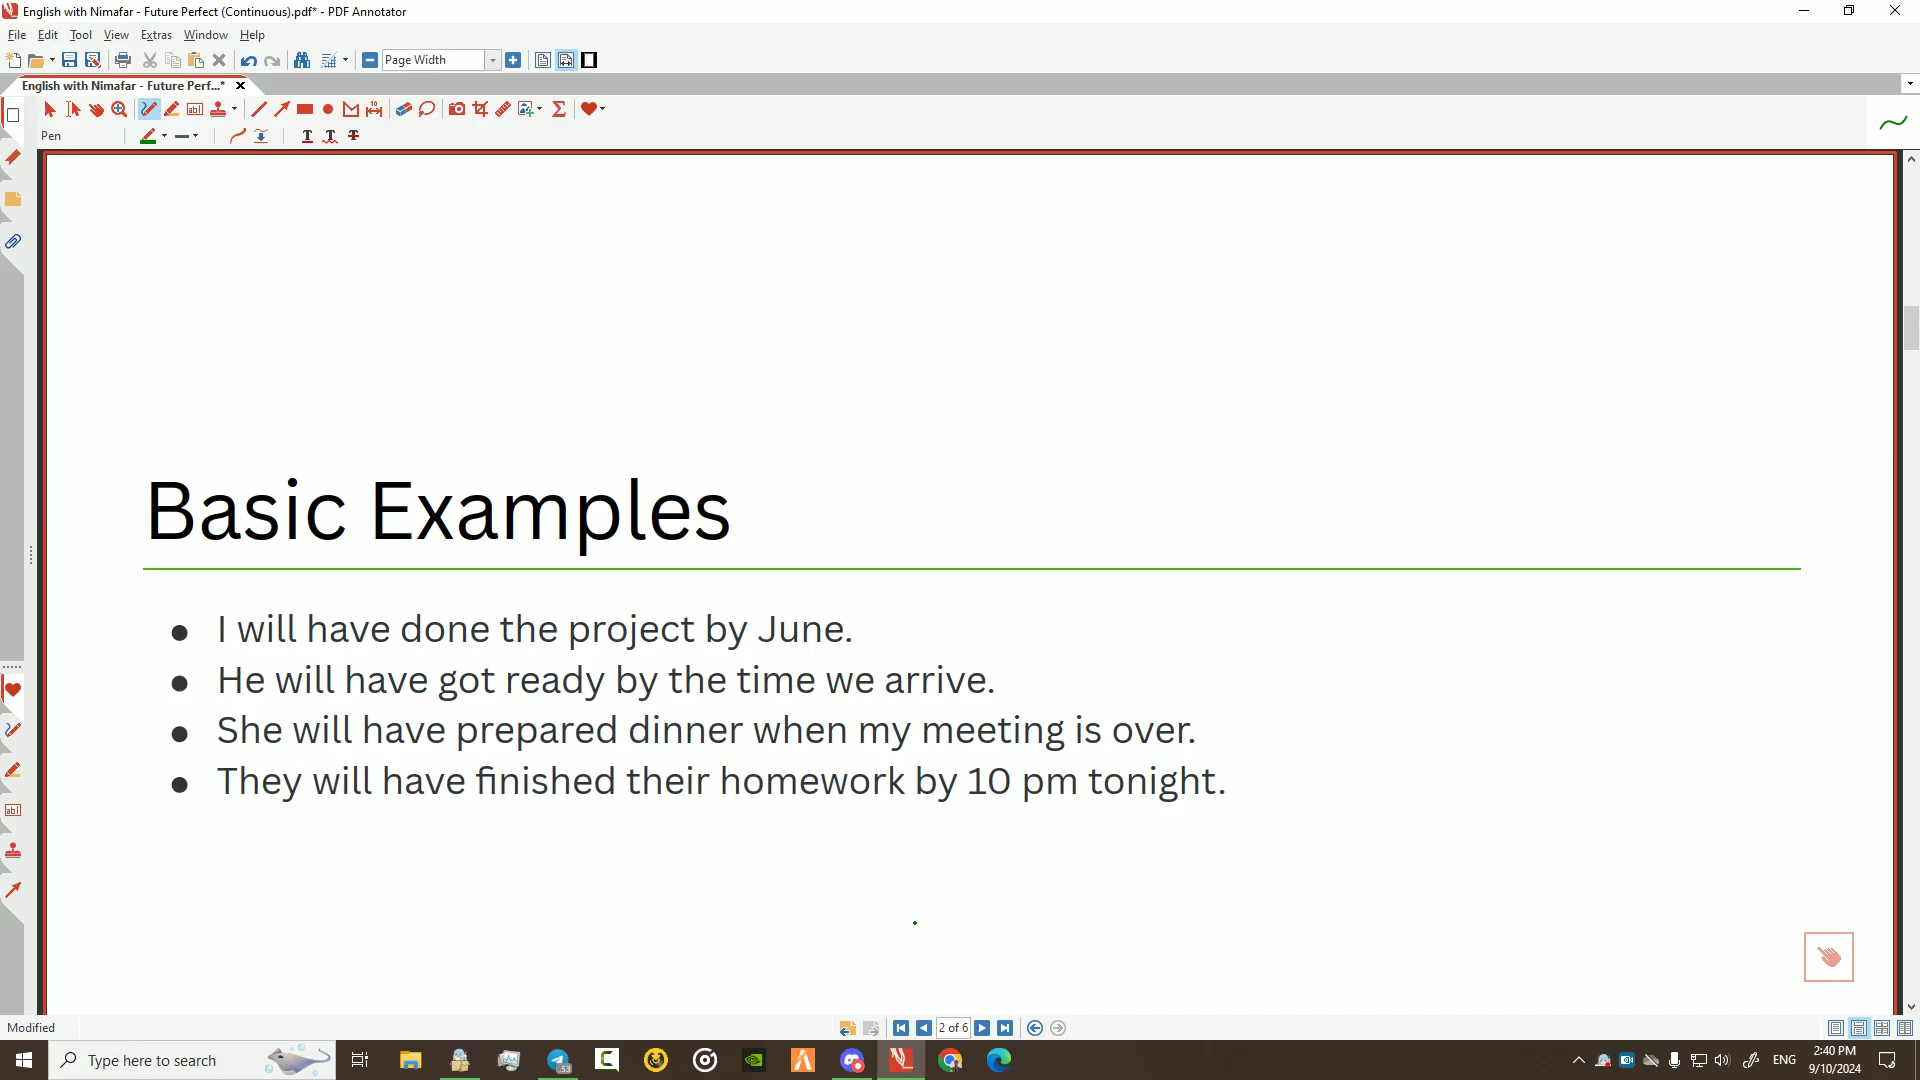 English with Nimafar - Future Perfect (Continuous).pdf* - PDF Annotator
File Edit Tool View Extras Window Help
Page Width
English with Nimafar - Future Perf...*
Pen
Basic Examples
● I will have done the project by June.
● He will have got ready by the time we arrive.
● She will have prepared dinner when my meeting is over.
● They will have finished their homework by 10 pm tonight.
Modified
2 of 6
Type here to search
53
ENG
2:40 PM
9/10/2024